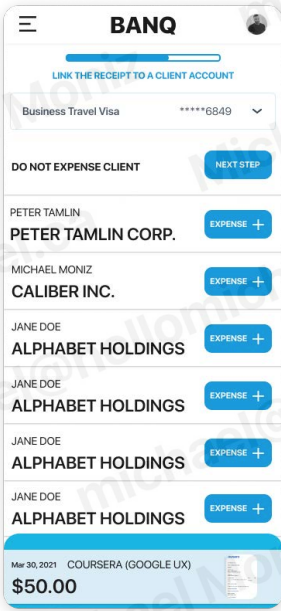 BANQ
LINK THE RECEIPT TO A CLIENT ACCOUNT
Business Travel Visa *****6849
DO NOT EXPENSE CLIENT NEXT STEP
PETER TAMLIN
PETER TAMLIN CORP. EXPENSE +
MICHAEL MONIZ
CALIBER INC. EXPENSE +
JANE DOE
ALPHABET HOLDINGS EXPENSE +
JANE DOE
ALPHABET HOLDINGS EXPENSE +
JANE DOE
ALPHABET HOLDINGS EXPENSE +
JANE DOE
ALPHABET HOLDINGS EXPENSE +
Mar 30, 2021 COURSERA (GOOGLE UX)
$50.00